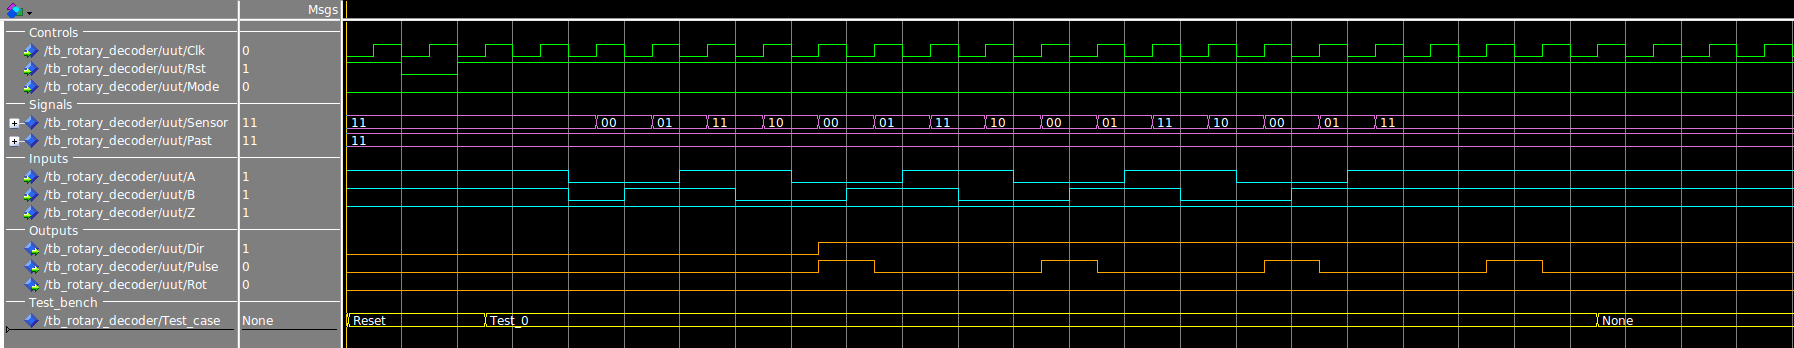 Msgs
Controls
/tb_rotary_decoder/uut/Clk 0
/tb_rotary_decoder/uut/Rst 1
/tb_rotary_decoder/uut/Mode 0
Signals
/tb_rotary_decoder/uut/Sensor 11 11 00 01 11 10 00 01 11 10 00 01 11 10 00 01 11
/tb_rotary_decoder/uut/Past 11 11
Inputs
/tb_rotary_decoder/uut/A 1
/tb_rotary_decoder/uut/B 1
/tb_rotary_decoder/uut/Z 1
Outputs
/tb_rotary_decoder/uut/Dir 1
/tb_rotary_decoder/uut/Pulse 0
/tb_rotary_decoder/uut/Rot 0
Test_bench
/tb_rotary_decoder/Test_case None Reset Test_0 None